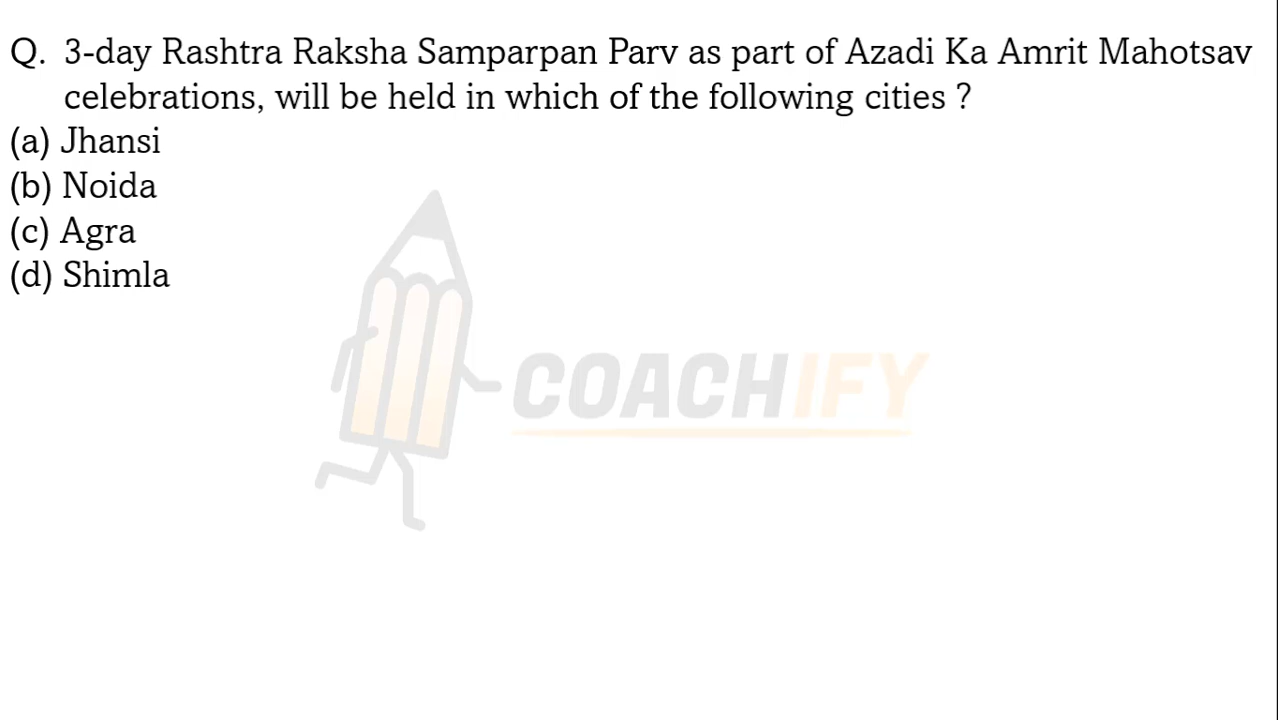 Q. 3-day Rashtra Raksha Samparpan Parv as part of Azadi Ka Amrit Mahotsav
celebrations, will be held in which of the following cities ?
(a) Jhansi
(b) Noida
(c) Agra
(d) Shimla
COACHIFY